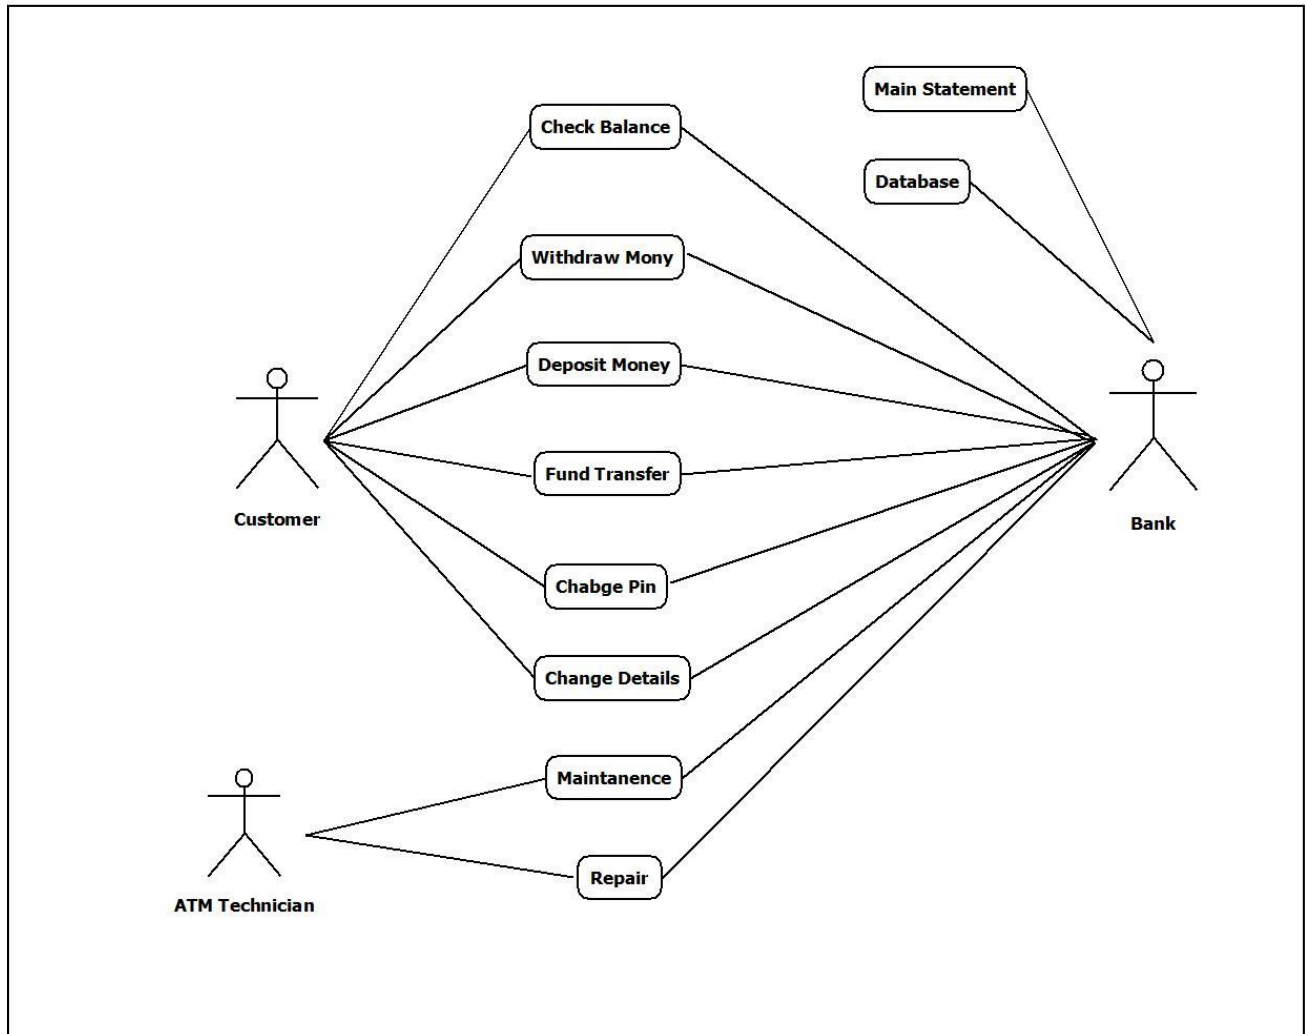 Main Statement
Check Balance
Database
Withdraw Mony
Deposit Money
Fund Transfer
Customer
Bank
Chabge Pin
Change Details
Maintanence
Repair
ATM Technician